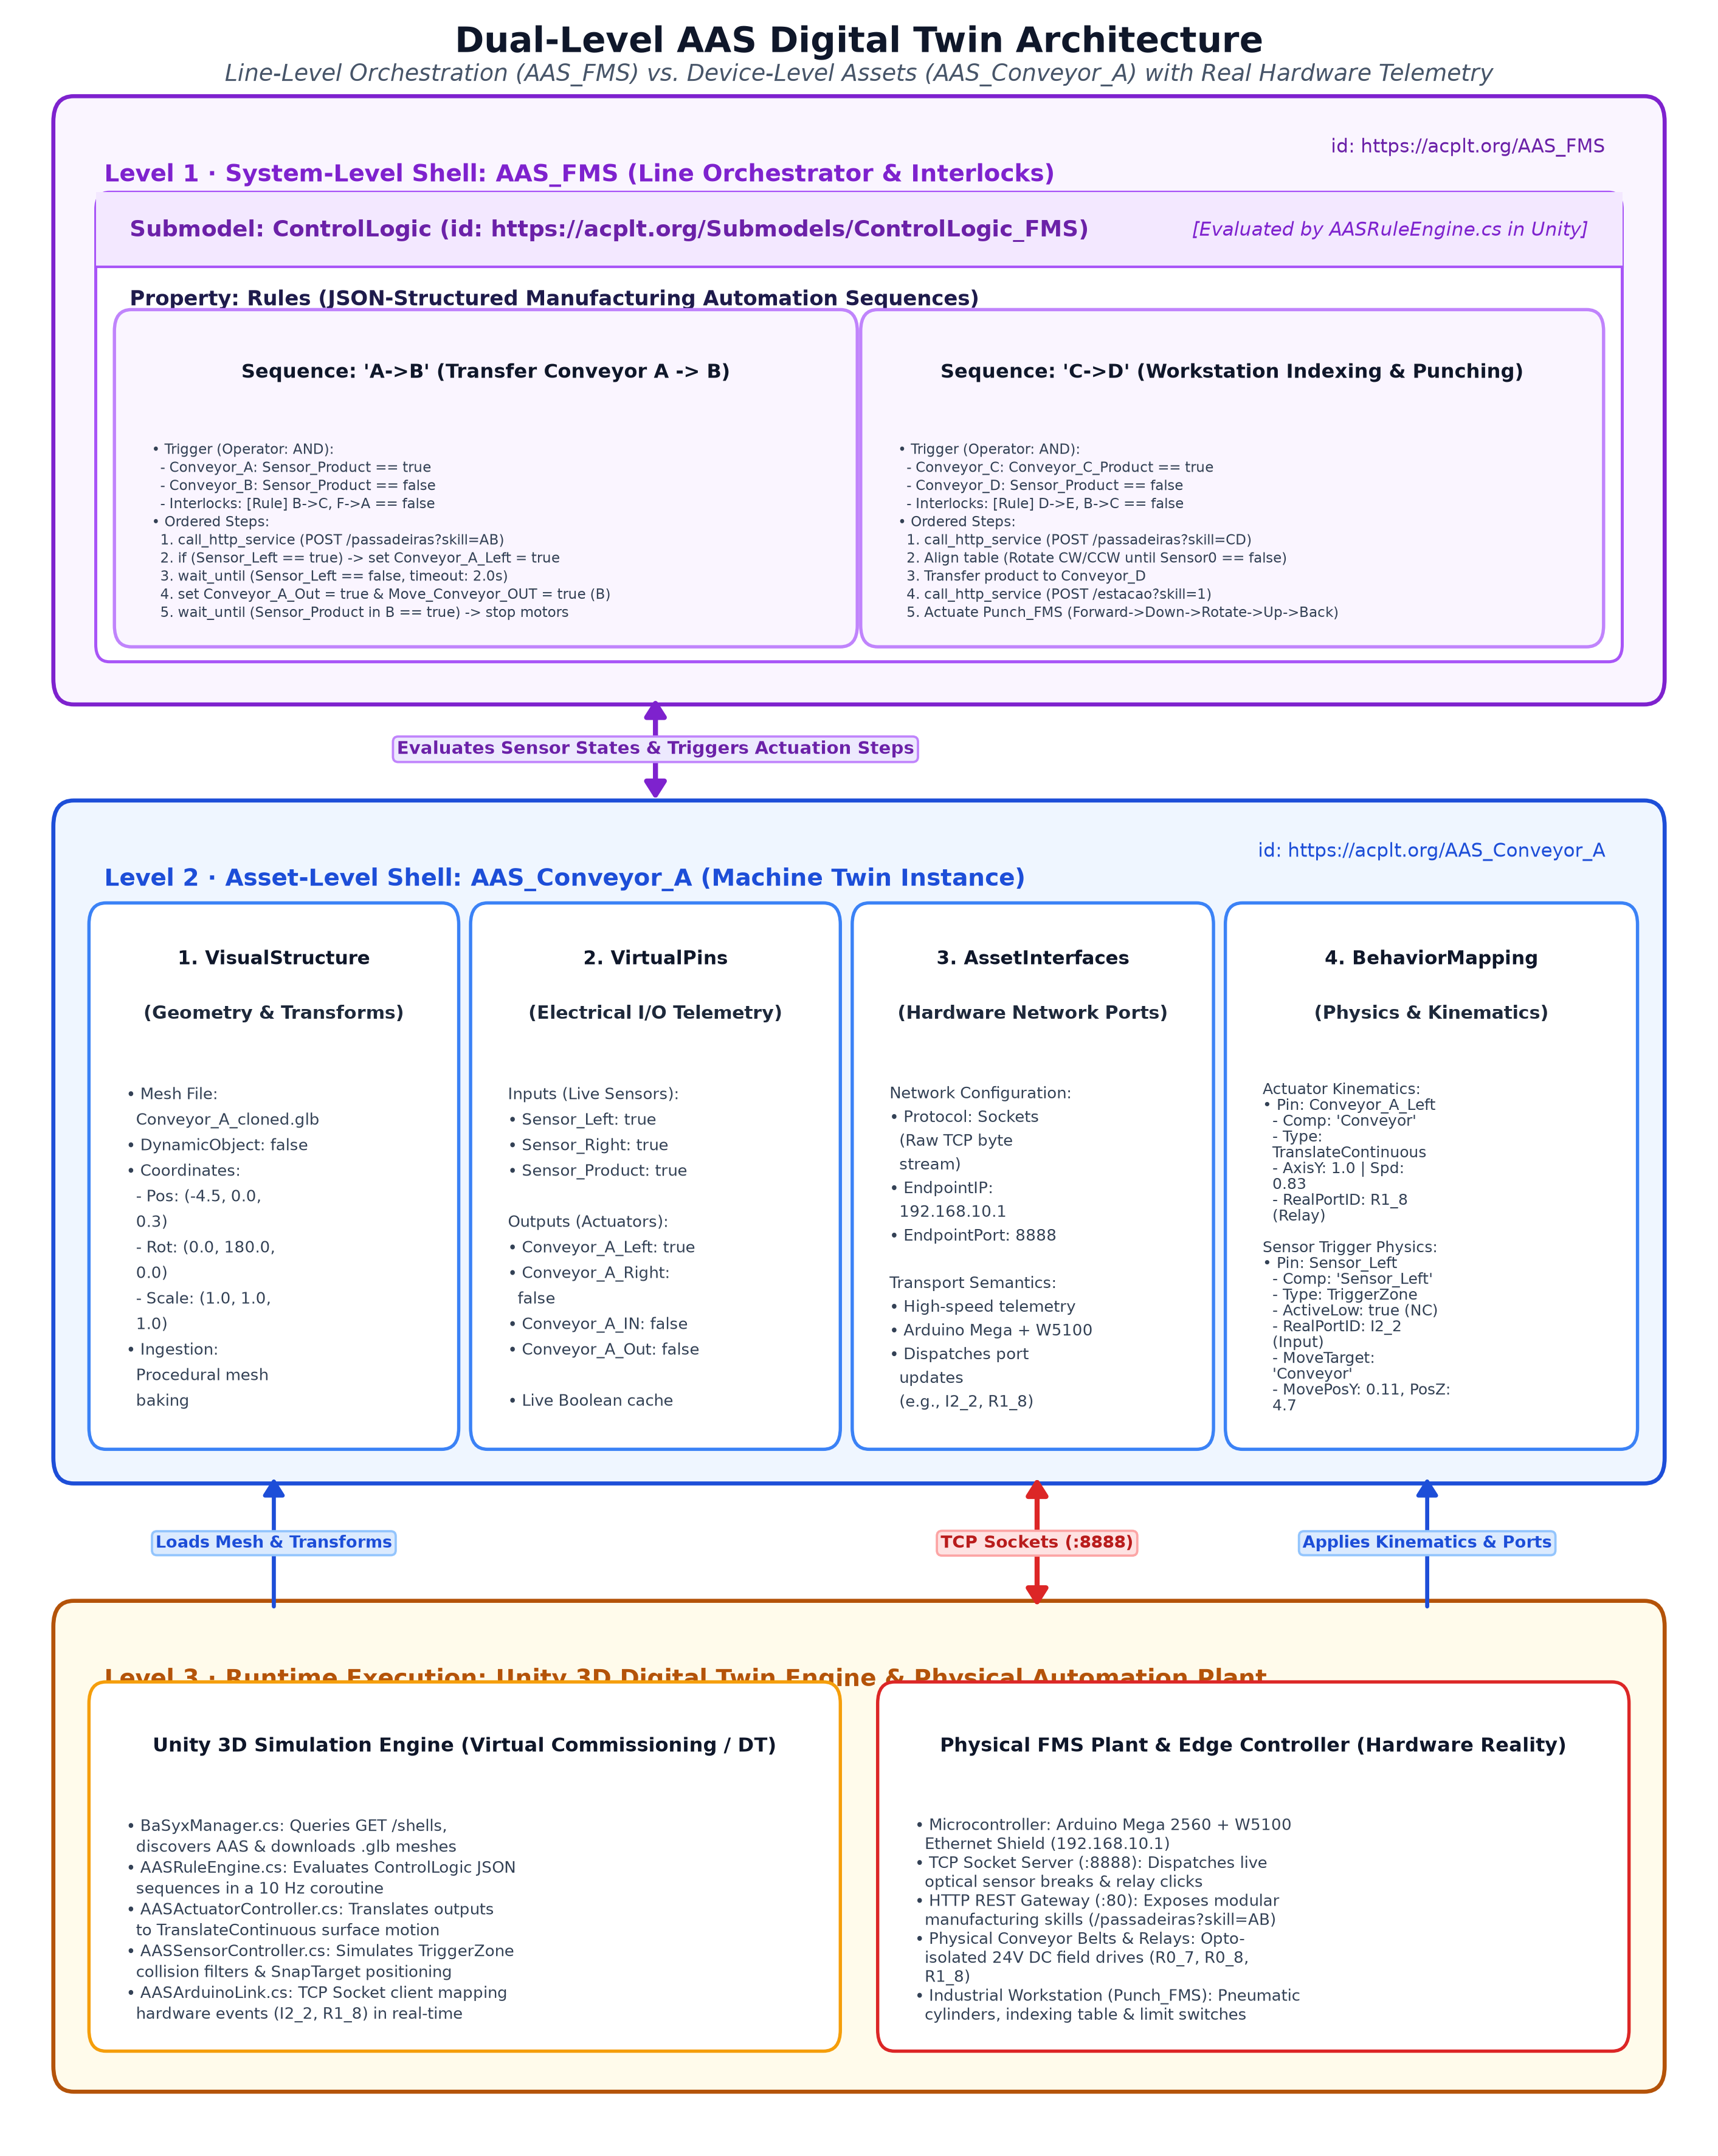 Dual-Level AAS Digital Twin Architecture
Line-Level Orchestration (AAS_FMS) vs. Device-Level Assets (AAS_Conveyor_A) with Real Hardware Telemetry
id: https://acplt.org/AAS_FMS
Level 1 · System-Level Shell: AAS_FMS (Line Orchestrator & Interlocks)
Submodel: ControlLogic (id: https://acplt.org/Submodels/ControlLogic_FMS)
[Evaluated by AASRuleEngine.cs in Unity]
Property: Rules (JSON-Structured Manufacturing Automation Sequences)
Sequence: 'A->B' (Transfer Conveyor A -> B)
• Trigger (Operator: AND):
- Conveyor_A: Sensor_Product == true
- Conveyor_B: Sensor_Product == false
- Interlocks: [Rule] B->C, F->A == false
• Ordered Steps:
1. call_http_service (POST /passadeiras?skill=AB)
2. if (Sensor_Left == true) -> set Conveyor_A_Left = true
3. wait_until (Sensor_Left == false, timeout: 2.0s)
4. set Conveyor_A_Out = true & Move_Conveyor_OUT = true (B)
5. wait_until (Sensor_Product in B == true) -> stop motors
Sequence: 'C->D' (Workstation Indexing & Punching)
• Trigger (Operator: AND):
- Conveyor_C: Conveyor_C_Product == true
- Conveyor_D: Sensor_Product == false
- Interlocks: [Rule] D->E, B->C == false
• Ordered Steps:
1. call_http_service (POST /passadeiras?skill=CD)
2. Align table (Rotate CW/CCW until Sensor0 == false)
3. Transfer product to Conveyor_D
4. call_http_service (POST /estacao?skill=1)
5. Actuate Punch_FMS (Forward->Down->Rotate->Up->Back)
Evaluates Sensor States & Triggers Actuation Steps
id: https://acplt.org/AAS_Conveyor_A
Level 2 · Asset-Level Shell: AAS_Conveyor_A (Machine Twin Instance)
1. VisualStructure
(Geometry & Transforms)
• Mesh File:
Conveyor_A_cloned.glb
• DynamicObject: false
• Coordinates:
- Pos: (-4.5, 0.0,
0.3)
- Rot: (0.0, 180.0,
0.0)
- Scale: (1.0, 1.0,
1.0)
• Ingestion:
Procedural mesh
baking
2. VirtualPins
(Electrical I/O Telemetry)
Inputs (Live Sensors):
• Sensor_Left: true
• Sensor_Right: true
• Sensor_Product: true
Outputs (Actuators):
• Conveyor_A_Left: true
• Conveyor_A_Right:
false
• Conveyor_A_IN: false
• Conveyor_A_Out: false
• Live Boolean cache
3. AssetInterfaces
(Hardware Network Ports)
Network Configuration:
• Protocol: Sockets
(Raw TCP byte
stream)
• EndpointIP:
192.168.10.1
• EndpointPort: 8888
Transport Semantics:
• High-speed telemetry
• Arduino Mega + W5100
• Dispatches port
updates
(e.g., I2_2, R1_8)
4. BehaviorMapping
(Physics & Kinematics)
Actuator Kinematics:
• Pin: Conveyor_A_Left
- Comp: 'Conveyor'
- Type:
TranslateContinuous
- AxisY: 1.0 | Spd:
0.83
- RealPortID: R1_8
(Relay)
Sensor Trigger Physics:
• Pin: Sensor_Left
- Comp: 'Sensor_Left'
- Type: TriggerZone
- ActiveLow: true (NC)
- RealPortID: I2_2
(Input)
- MoveTarget:
'Conveyor'
- MovePosY: 0.11, PosZ:
4.7
Loads Mesh & Transforms
TCP Sockets (:8888)
Applies Kinematics & Ports
Level 3 · Runtime Execution: Unity 3D Digital Twin Engine & Physical Automation Plant
Unity 3D Simulation Engine (Virtual Commissioning / DT)
• BaSyxManager.cs: Queries GET /shells,
discovers AAS & downloads .glb meshes
• AASRuleEngine.cs: Evaluates ControlLogic JSON
sequences in a 10 Hz coroutine
• AASActuatorController.cs: Translates outputs
to TranslateContinuous surface motion
• AASSensorController.cs: Simulates TriggerZone
collision filters & SnapTarget positioning
• AASArduinoLink.cs: TCP Socket client mapping
hardware events (I2_2, R1_8) in real-time
Physical FMS Plant & Edge Controller (Hardware Reality)
• Microcontroller: Arduino Mega 2560 + W5100
Ethernet Shield (192.168.10.1)
• TCP Socket Server (:8888): Dispatches live
optical sensor breaks & relay clicks
• HTTP REST Gateway (:80): Exposes modular
manufacturing skills (/passadeiras?skill=AB)
• Physical Conveyor Belts & Relays: Opto-
isolated 24V DC field drives (R0_7, R0_8,
R1_8)
• Industrial Workstation (Punch_FMS): Pneumatic
cylinders, indexing table & limit switches